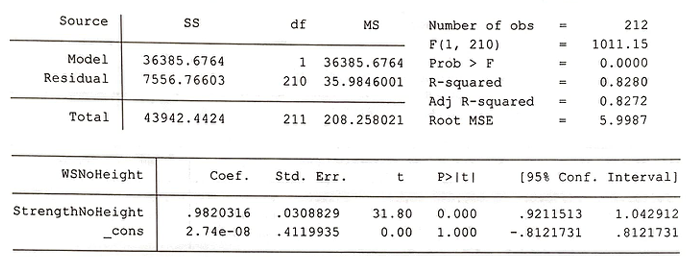 Source SS df MS Number of obs = 212
F(1, 210) = 1011.15
Model 36385.6764 1 36385.6764 Prob > F = 0.0000
Residual 7556.76603 210 35.9846001 R-squared = 0.8280
Adj R-squared = 0.8272
Total 43942.4424 211 208.258021 Root MSE = 5.9987
WSNoHeight Coef. Std. Err. t P>|t| [95% Conf. Interval]
StrengthNoHeight .9820316 .0308829 31.80 0.000 .9211513 1.042912
_cons 2.74e-08 .4119935 0.00 1.000 -.8121731 .8121731